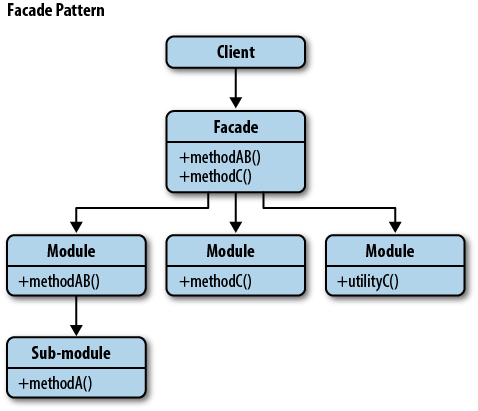 Facade Pattern
Client
Facade
+methodAB()
+methodC()
Module
+methodAB()
Module
+methodC()
Module
+utilityC()
Sub-module
+methodA()